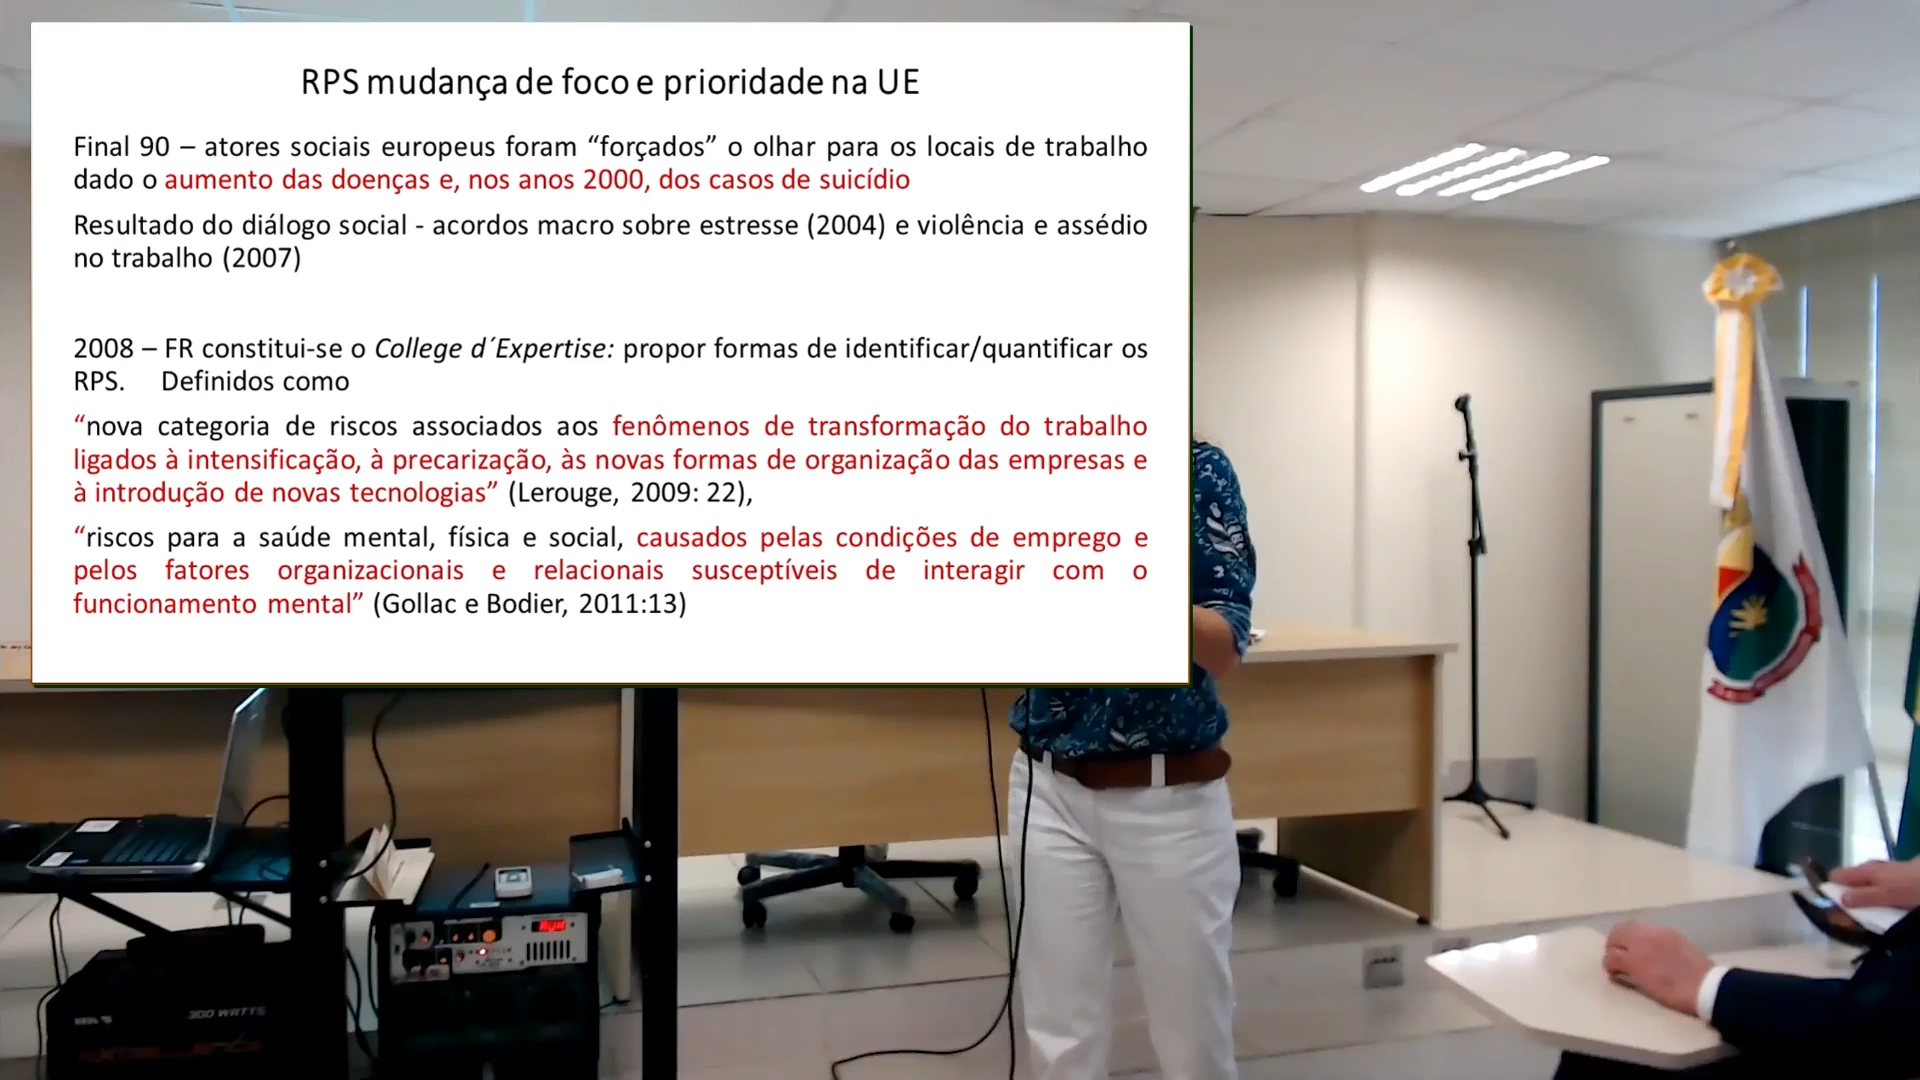 RPS mudança de foco e prioridade na UE
Final 90 – atores sociais europeus foram “forçados” o olhar para os locais de trabalho
dado o aumento das doenças e, nos anos 2000, dos casos de suicídio
Resultado do diálogo social - acordos macro sobre estresse (2004) e violência e assédio
no trabalho (2007)
2008 – FR constitui-se o College d´Expertise: propor formas de identificar/quantificar os
RPS. Definidos como
“nova categoria de riscos associados aos fenômenos de transformação do trabalho
ligados à intensificação, à precarização, às novas formas de organização das empresas e
à introdução de novas tecnologias” (Lerouge, 2009: 22),
“riscos para a saúde mental, física e social, causados pelas condições de emprego e
pelos fatores organizacionais e relacionais susceptíveis de interagir com o
funcionamento mental” (Gollac e Bodier, 2011:13)
300 WATTS